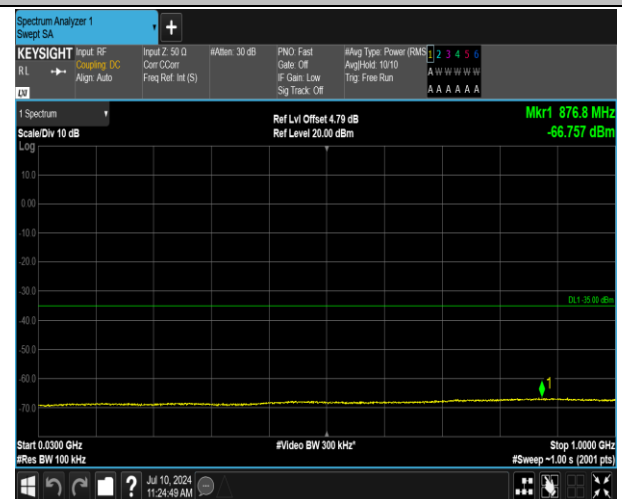 Spectrum Analyzer 1
Swept SA
+
KEYSIGHT Input: RF Input Z: 50 Ω #Atten: 30 dB PNO: Fast #Avg Type: Power (RMS 1 2 3 4 5 6
RL Coupling: DC Corr CCorr Gate: Off Avg|Hold: 10/10 A W W W W W
Align: Auto Freq Ref: Int (S) IF Gain: Low Trig: Free Run
Sig Track: Off A A A A A A
LXI
1 Spectrum Ref Lvl Offset 4.79 dB Mkr1 876.8 MHz
Scale/Div 10 dB Ref Level 20.00 dBm -66.757 dBm
Log
10.0
0.00
-10.0
-20.0
-30.0
DL1 -35.00 dBm
-40.0
-50.0
-60.0
1
-70.0
Start 0.0300 GHz #Video BW 300 kHz* Stop 1.0000 GHz
#Res BW 100 kHz #Sweep ~1.00 s (2001 pts)
? Jul 10, 2024
11:24:49 AM